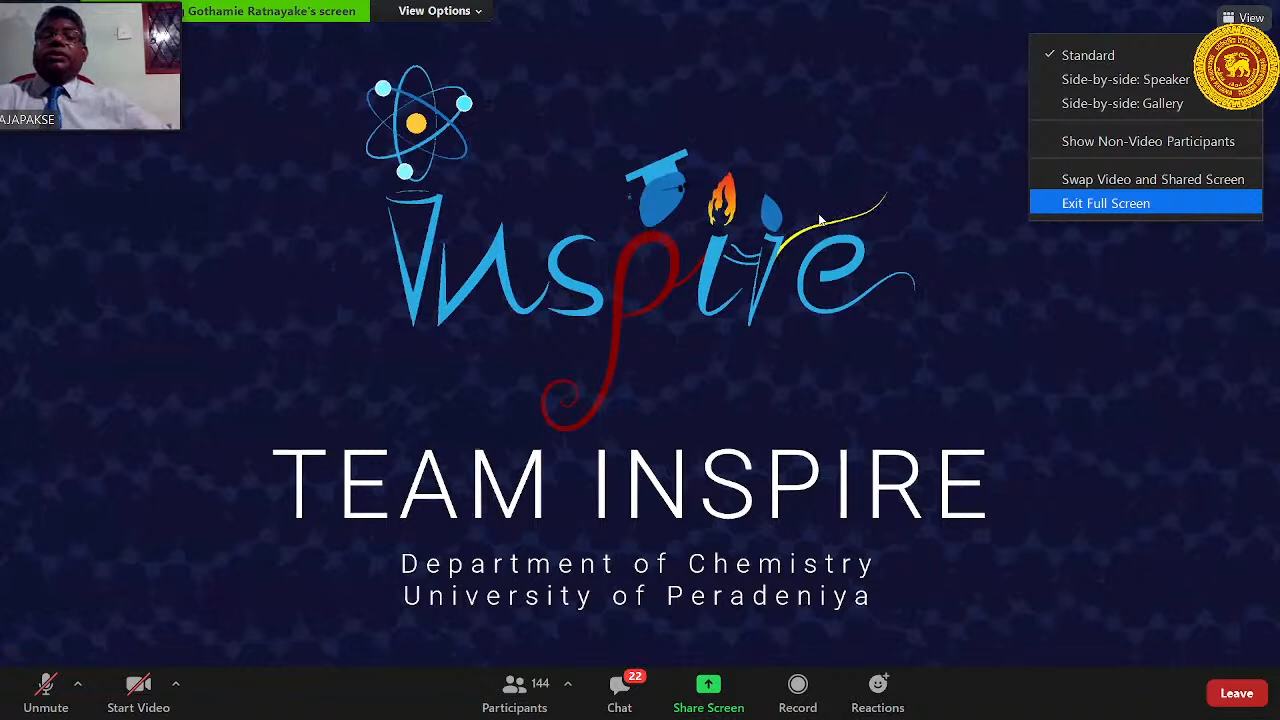 Gothamie Ratnayake's screen
View Options
View
Standard
Side-by-side: Speaker
Side-by-side: Gallery
Show Non-Video Participants
Swap Video and Shared Screen
Exit Full Screen
AJAPAKSE
Inspire
TEAM INSPIRE
Department of Chemistry
University of Peradeniya
144
22
Unmute
Start Video
Participants
Chat
Share Screen
Record
Reactions
Leave